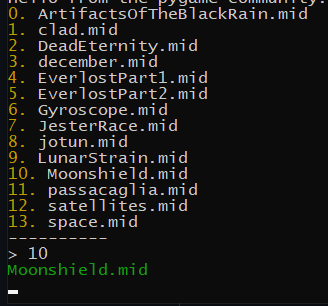 Hello from the pygame community.
0. ArtifactsOfTheBlackRain.mid
1. clad.mid
2. DeadEternity.mid
3. december.mid
4. EverlostPart1.mid
5. EverlostPart2.mid
6. Gyroscope.mid
7. JesterRace.mid
8. jotun.mid
9. LunarStrain.mid
10. Moonshield.mid
11. passacaglia.mid
12. satellites.mid
13. space.mid
----------
> 10
Moonshield.mid